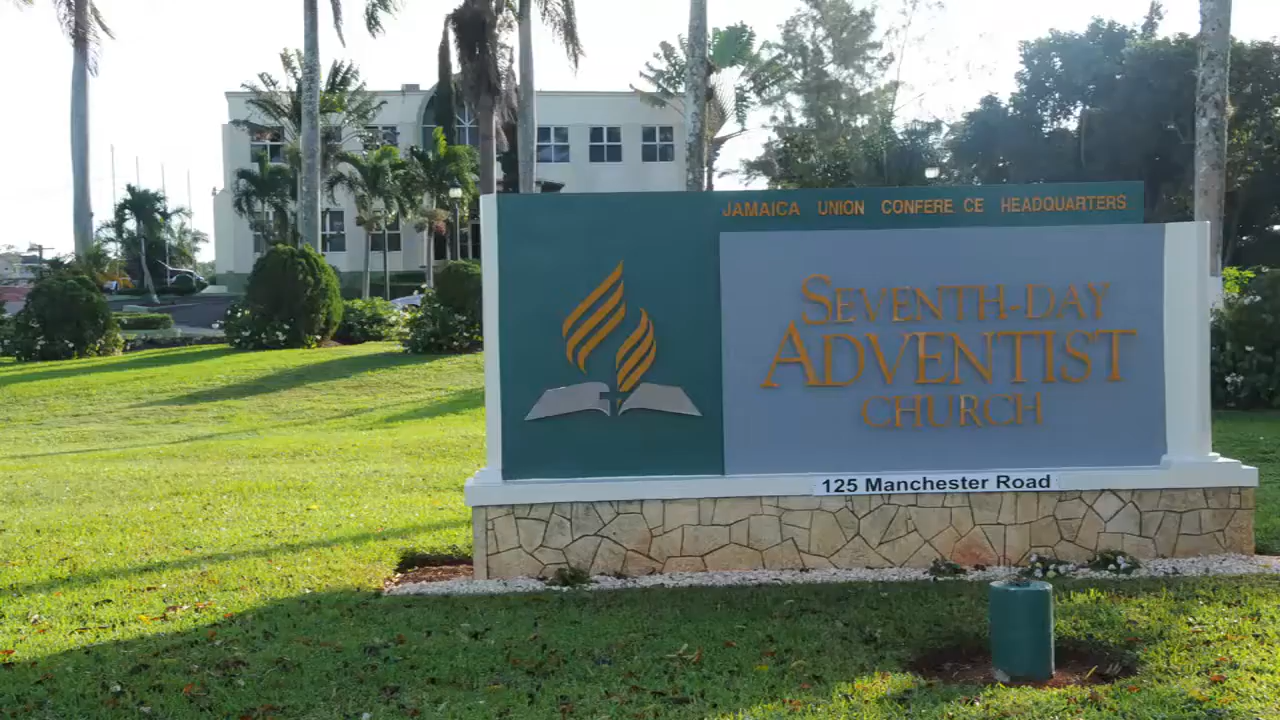 JAMAICA UNION CONFERE CE HEADQUARTERS
SEVENTH-DAY
ADVENTIST
CHURCH
125 Manchester Road